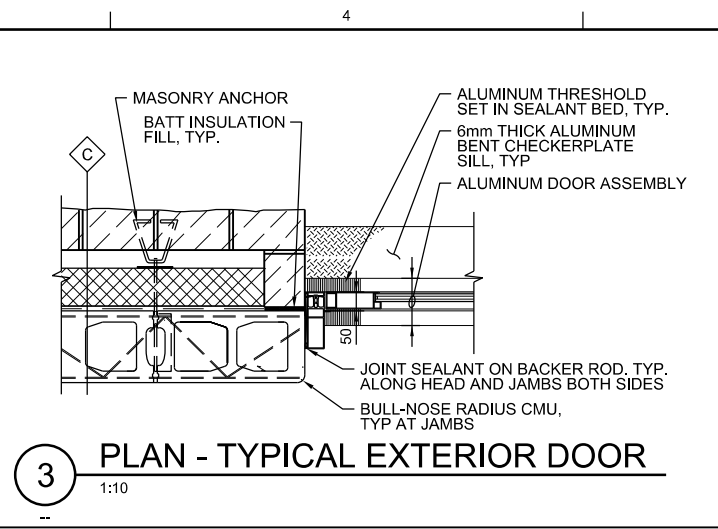 4
MASONRY ANCHOR
BATT INSULATION
FILL, TYP.
C
ALUMINUM THRESHOLD
SET IN SEALANT BED, TYP.
6mm THICK ALUMINUM
BENT CHECKERPLATE
SILL, TYP
ALUMINUM DOOR ASSEMBLY
50
JOINT SEALANT ON BACKER ROD. TYP.
ALONG HEAD AND JAMBS BOTH SIDES
BULL-NOSE RADIUS CMU,
TYP AT JAMBS
3
PLAN - TYPICAL EXTERIOR DOOR
1:10
--